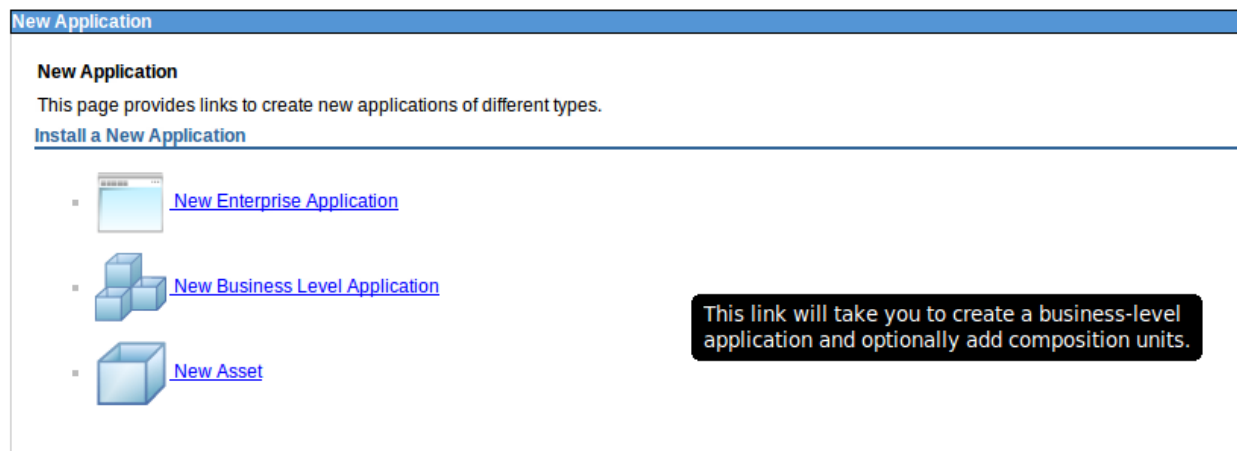 New Application
New Application
This page provides links to create new applications of different types.
Install a New Application
New Enterprise Application
New Business Level Application
This link will take you to create a business-level
application and optionally add composition units.
New Asset